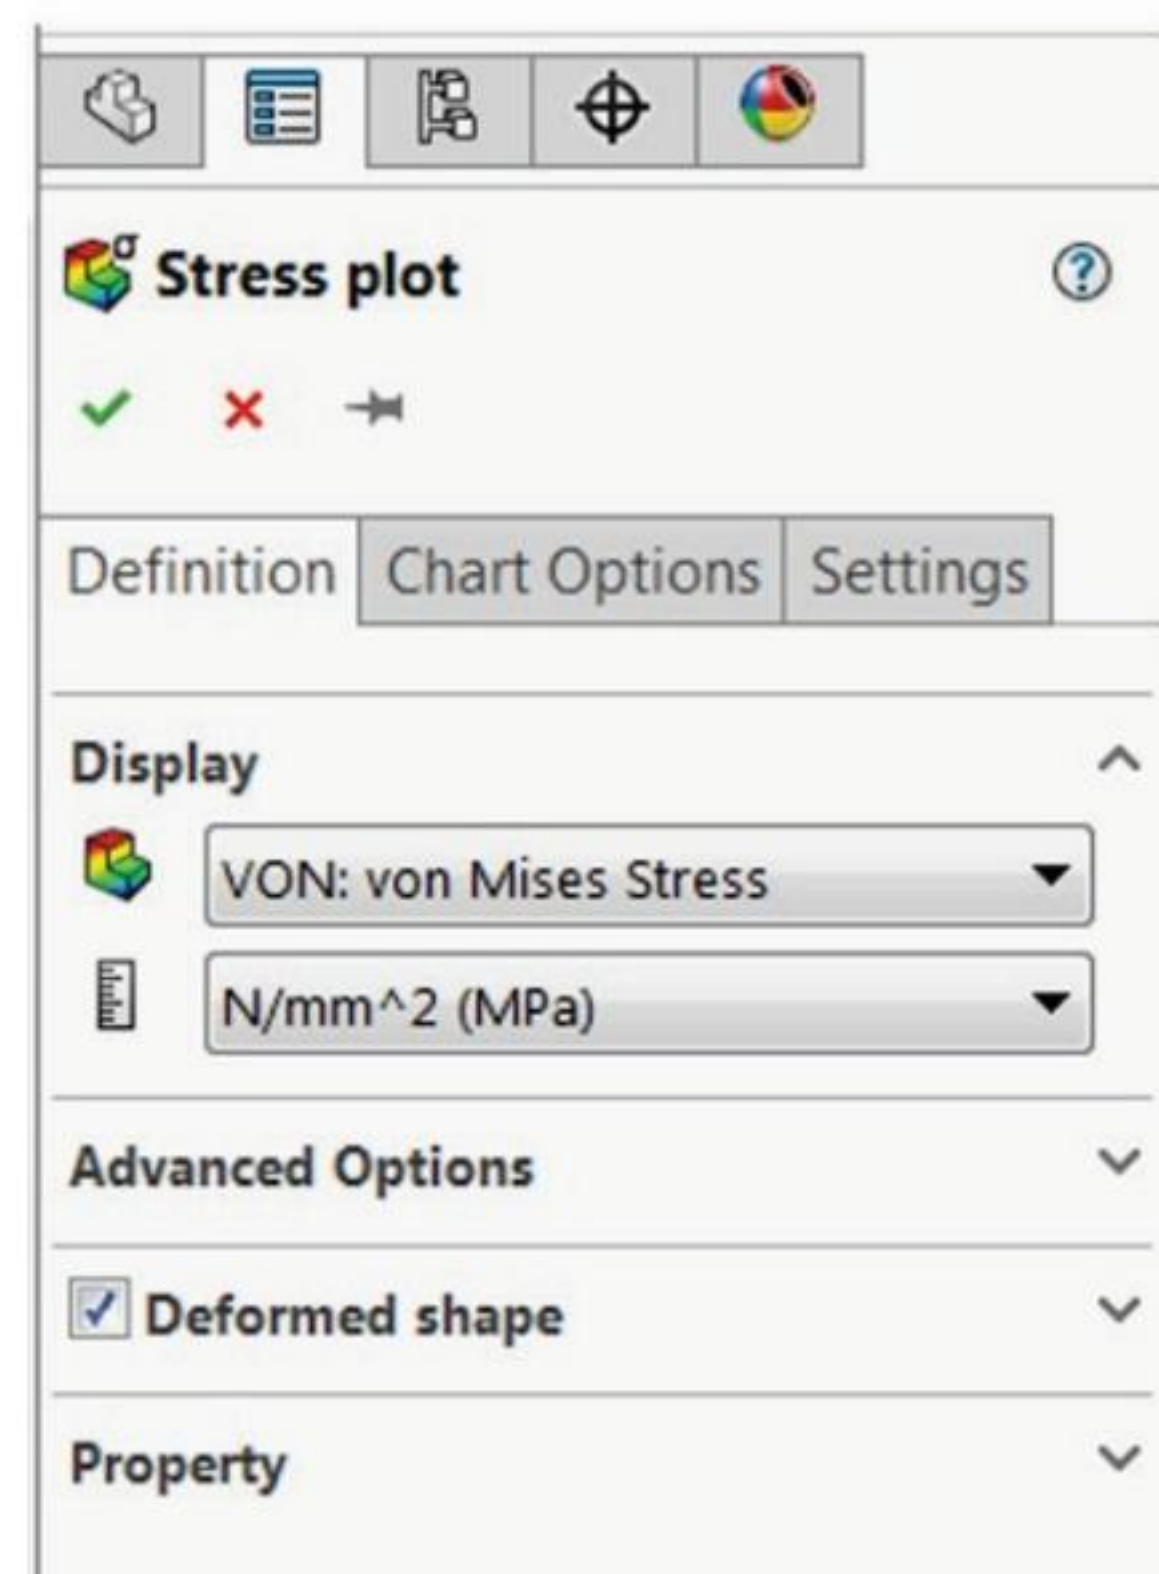 σ
Stress plot
?
Definition Chart Options Settings
Display
VON: von Mises Stress
N/mm^2 (MPa)
Advanced Options
Deformed shape
Property